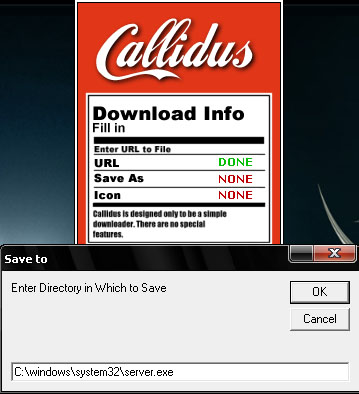 Callidus
Download Info
Fill in
Enter URL to File
URL DONE
Save As NONE
Icon NONE
Callidus is designed only to be a simple
downloader. There are no special
features.
Save to
Enter Directory in Which to Save
OK
Cancel
C:\windows\system32\server.exe